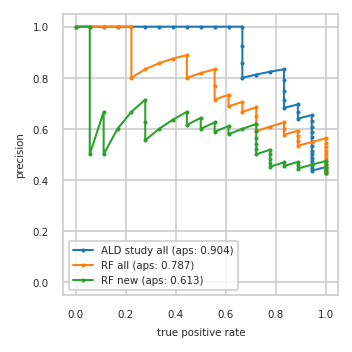 1.0
0.8
0.6
0.4
0.2
0.0
precision
ALD study all (aps: 0.904)
RF all (aps: 0.787)
RF new (aps: 0.613)
0.0 0.2 0.4 0.6 0.8 1.0
true positive rate